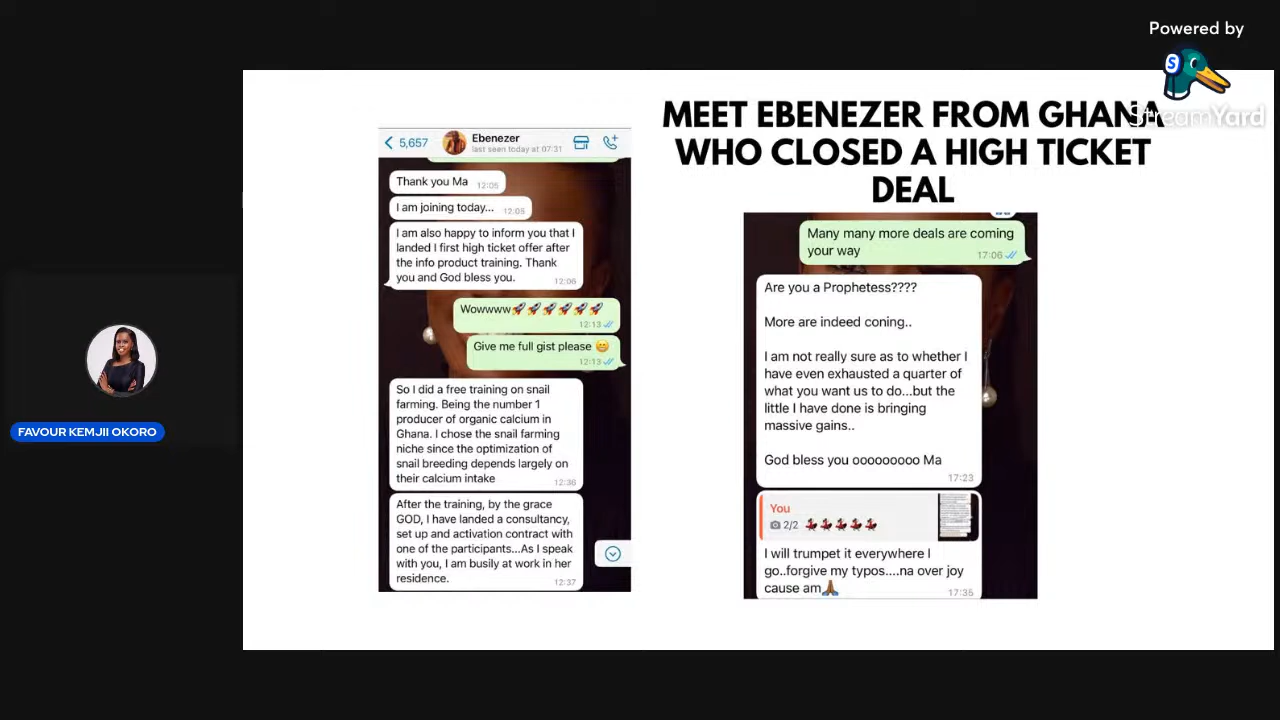 Powered by
StreamYard
MEET EBENEZER FROM GHANA
WHO CLOSED A HIGH TICKET
DEAL
5,657
Ebenezer
last seen today at 07:31
Thank you Ma 12:05
I am joining today... 12:05
I am also happy to inform you that I
landed I first high ticket offer after
the info product training. Thank
you and God bless you. 12:06
Wowwww🚀🚀🚀🚀🚀🚀
12:13
Give me full gist please 😁
12:13
So I did a free training on snail
farming. Being the number 1
producer of organic calcium in
Ghana. I chose the snail farming
niche since the optimization of
snail breeding depends largely on
their calcium intake 12:36
After the training, by the grace
GOD, I have landed a consultancy,
set up and activation contract with
one of the participants...As I speak
with you, I am busily at work in her
residence. 12:37
Many many more deals are coming
your way 17:06
Are you a Prophetess????
More are indeed coning..
I am not really sure as to whether I
have even exhausted a quarter of
what you want us to do...but the
little I have done is bringing
massive gains..
God bless you ooooooooo Ma
17:23
You
2/2 💃💃💃💃💃
I will trumpet it everywhere I
go..forgive my typos....na over joy
cause am🙏🏾 17:35
FAVOUR KEMJII OKORO